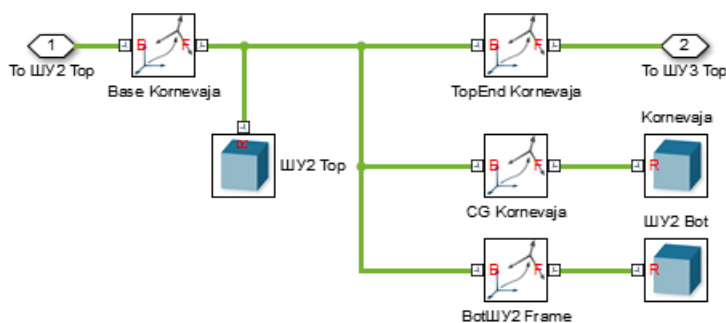 1
B
F
B
F
2
To ШУ2 Top
Base Kornevaja
TopEnd Kornevaja
To ШУ3 Top
Kornevaja
R
ШУ2 Top
B
F
R
CG Kornevaja
ШУ2 Bot
B
F
R
BotШУ2 Frame